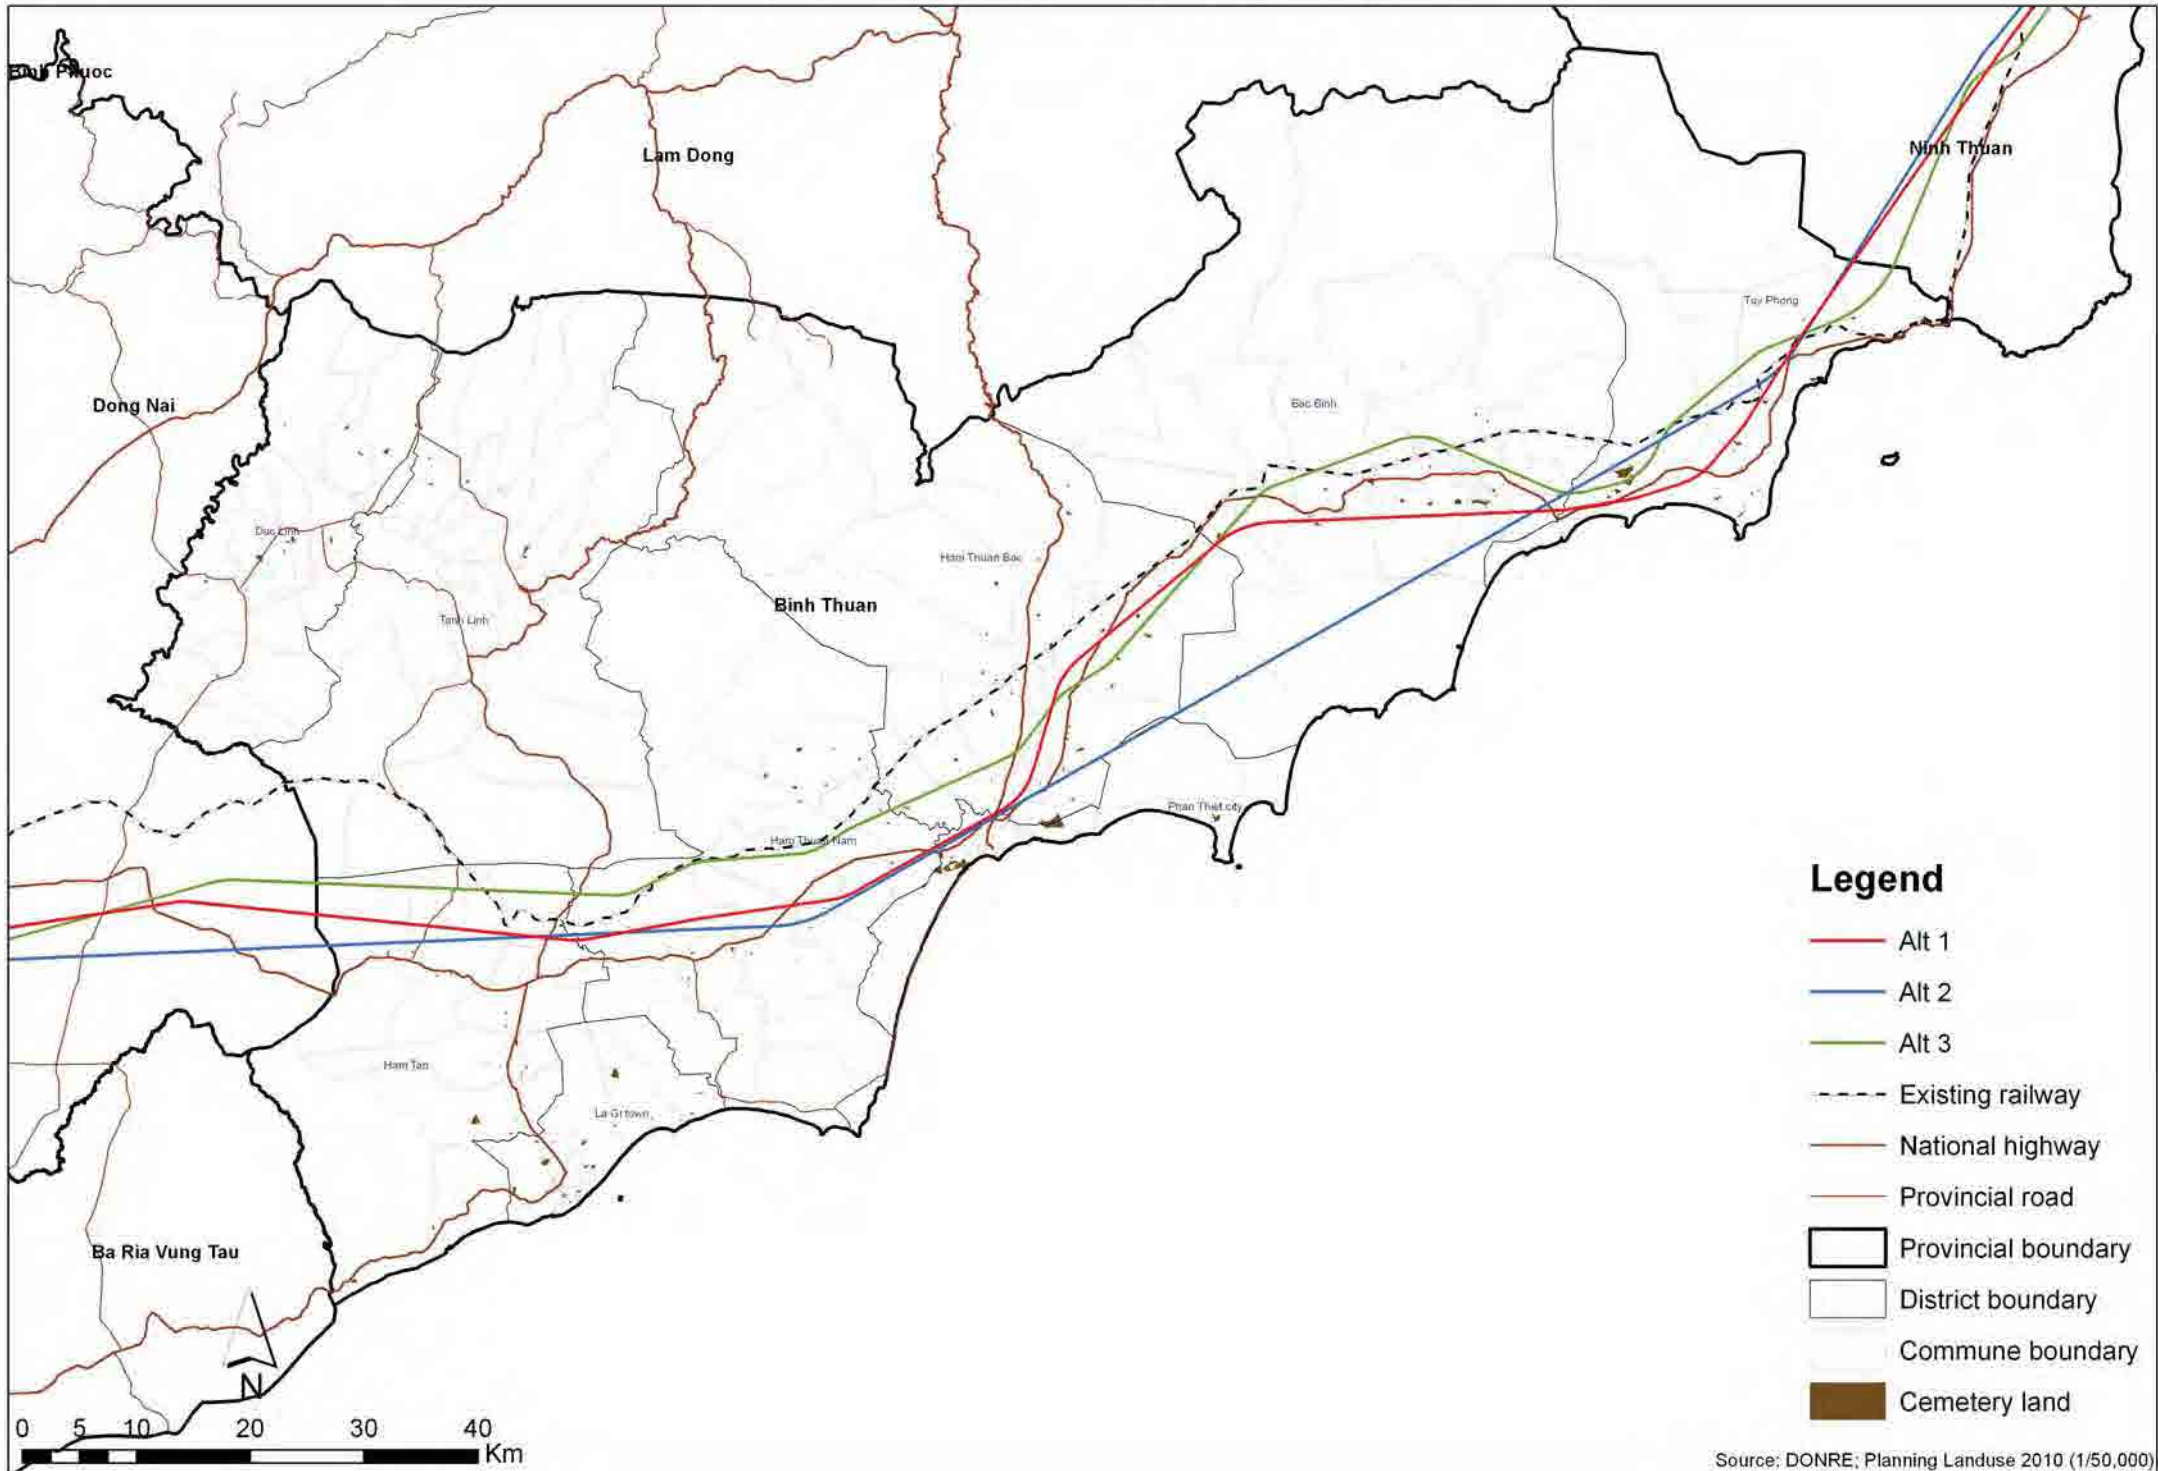 Binh Phuoc
Lam Dong
Ninh Thuan
Tuy Phong
Dong Nai
Bac Binh
Duc Linh
Ham Thuan Bac
Binh Thuan
Tanh Linh
Phan Thiet city
Ham Thuan Nam
Legend
Alt 1
Alt 2
Alt 3
Ham Tan
Existing railway
La Gi town
National highway
Provincial road
Ba Ria Vung Tau
Provincial boundary
District boundary
Commune boundary
N
Cemetery land
0 5 10 20 30 40
Km
Source: DONRE; Planning Landuse 2010 (1/50,000)